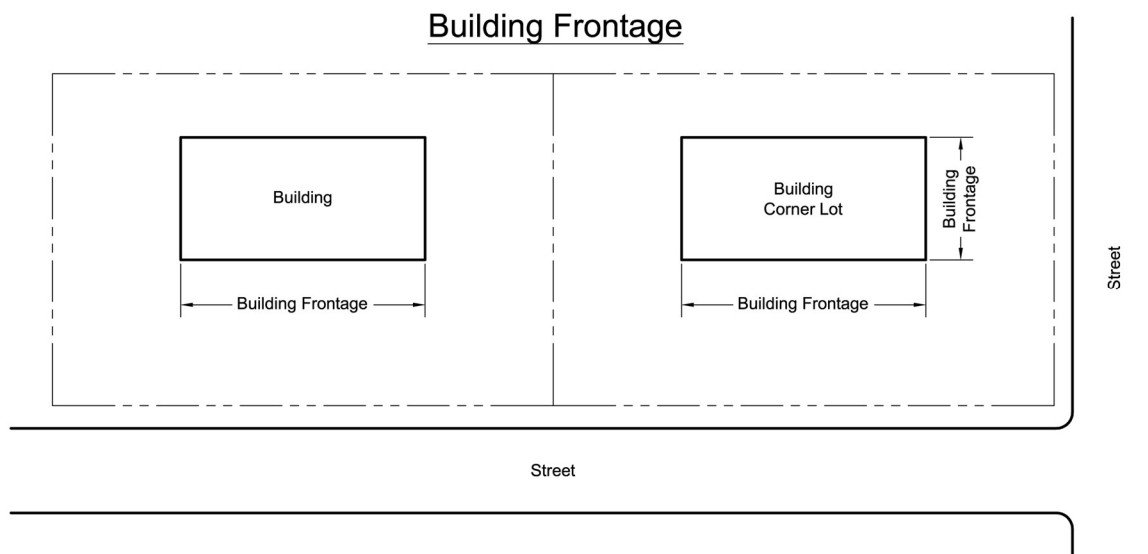 Building Frontage
Building
Building
Corner Lot
Building
Frontage
Building Frontage
Building Frontage
Street
Street